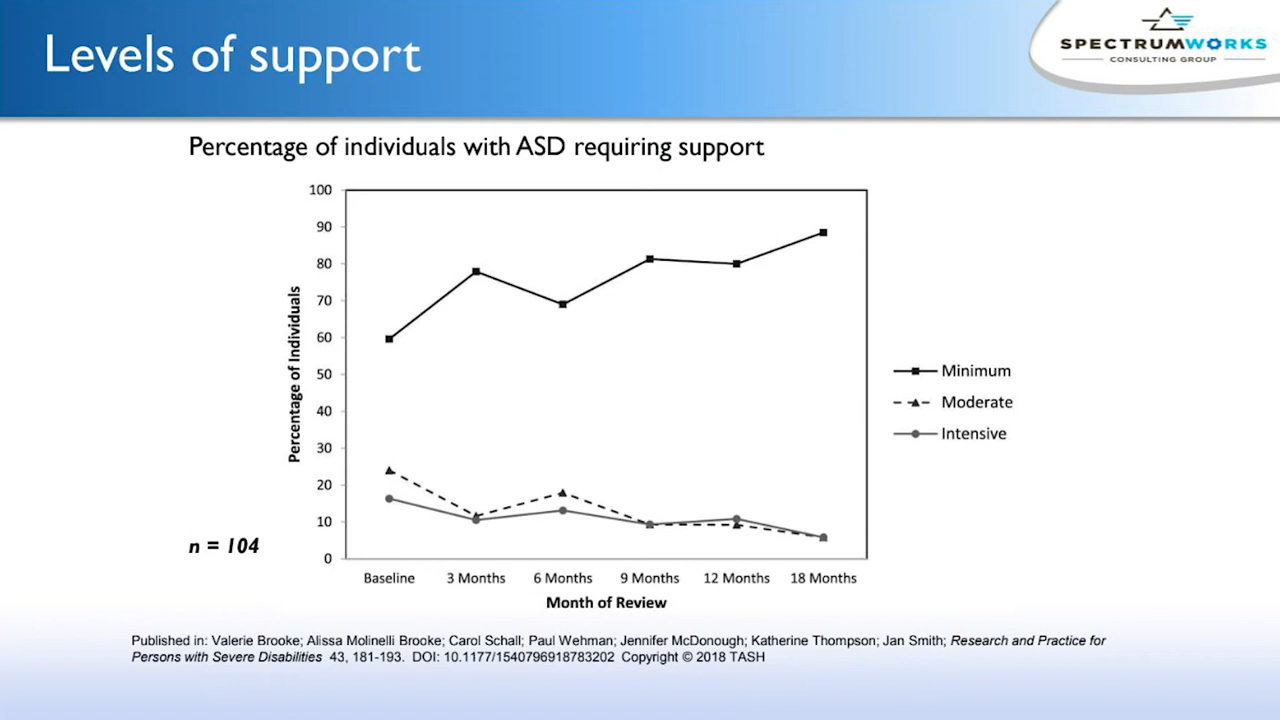 Levels of support
SPECTRUMWORKS
CONSULTING GROUP
Percentage of individuals with ASD requiring support
100
90
80
70
60
50
40
30
20
10
0
Percentage of Individuals
Baseline 3 Months 6 Months 9 Months 12 Months 18 Months
Month of Review
Minimum
Moderate
Intensive
n = 104
Published in: Valerie Brooke; Alissa Molinelli Brooke; Carol Schall; Paul Wehman; Jennifer McDonough; Katherine Thompson; Jan Smith; Research and Practice for
Persons with Severe Disabilities 43, 181-193. DOI: 10.1177/1540796918783202 Copyright © 2018 TASH